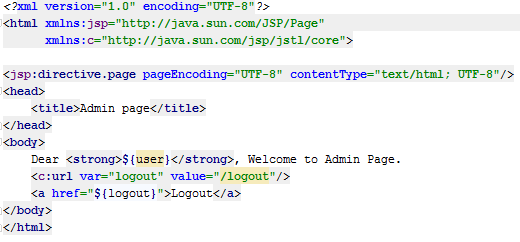 <?xml version="1.0" encoding="UTF-8"?>
<html xmlns:jsp="http://java.sun.com/JSP/Page"
      xmlns:c="http://java.sun.com/jsp/jstl/core">

<jsp:directive.page pageEncoding="UTF-8" contentType="text/html; UTF-8"/>
<head>
    <title>Admin page</title>
</head>
<body>
    Dear <strong>${user}</strong>, Welcome to Admin Page.
    <c:url var="logout" value="/logout"/>
    <a href="${logout}">Logout</a>
</body>
</html>